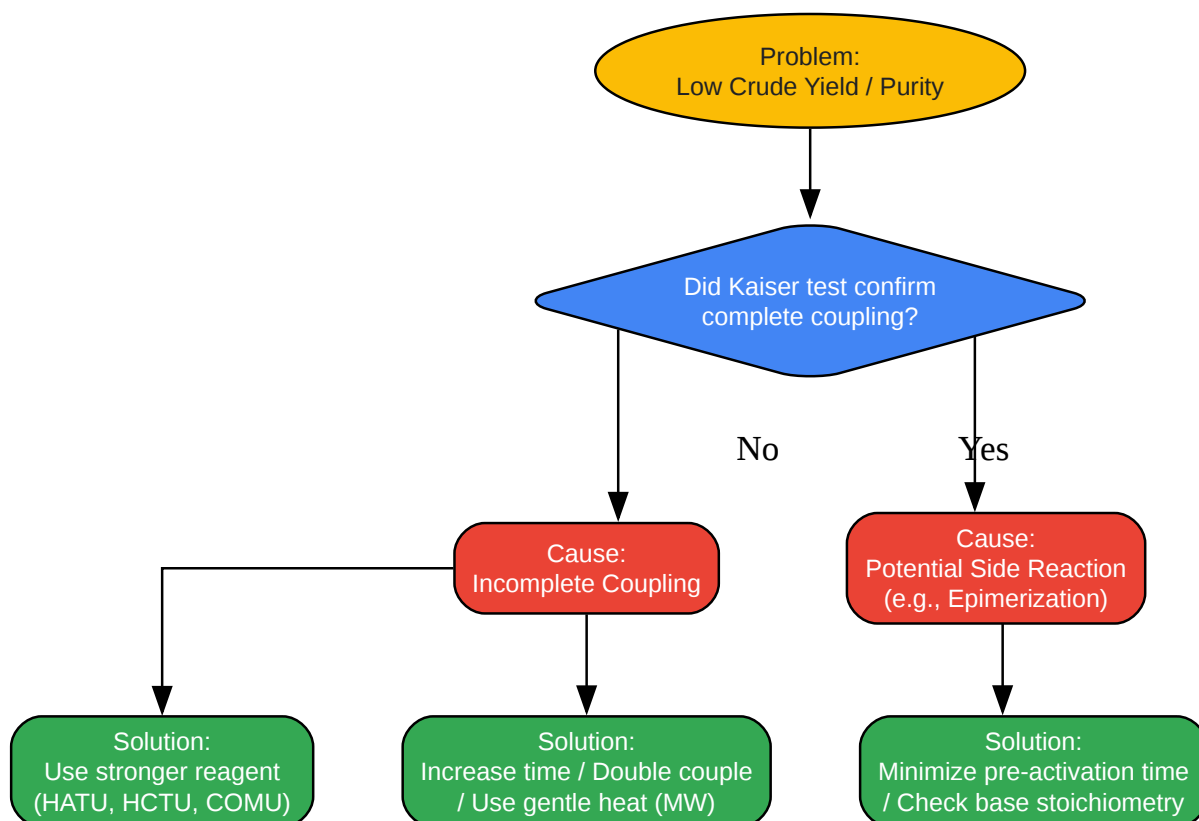 Problem:
Low Crude Yield / Purity
Did Kaiser test confirm
complete coupling?
No
Yes
Cause:
Incomplete Coupling
Cause:
Potential Side Reaction
(e.g., Epimerization)
Solution:
Use stronger reagent
(HATU, HCTU, COMU)
Solution:
Increase time / Double couple
/ Use gentle heat (MW)
Solution:
Minimize pre-activation time
/ Check base stoichiometry